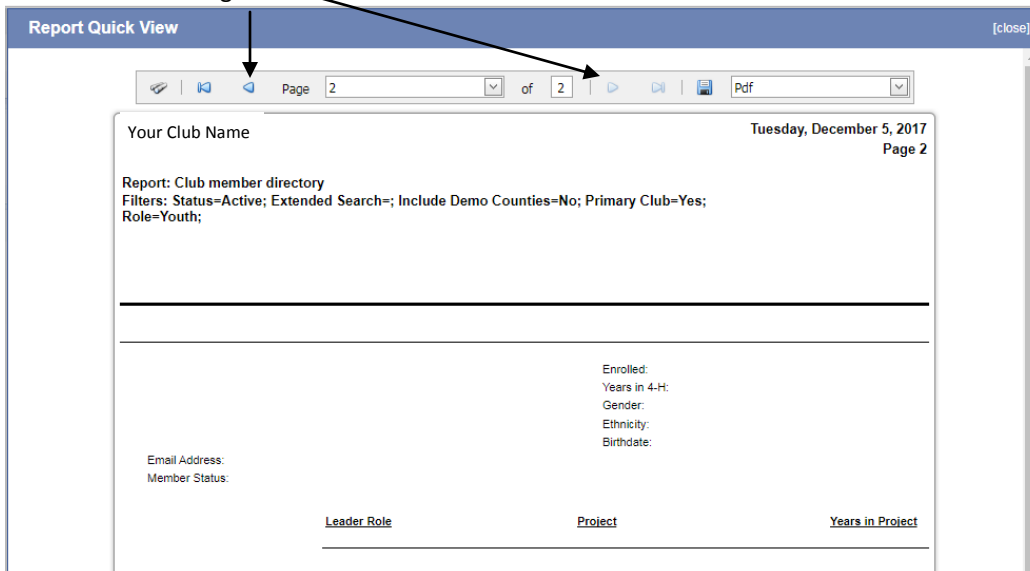 Report Quick View [close]
Page 2 of 2 Pdf
Your Club Name Tuesday, December 5, 2017
Page 2
Report: Club member directory
Filters: Status=Active; Extended Search=; Include Demo Counties=No; Primary Club=Yes;
Role=Youth;
Enrolled:
Years in 4-H:
Gender:
Ethnicity:
Birthdate:
Email Address:
Member Status:
Leader Role Project Years in Project